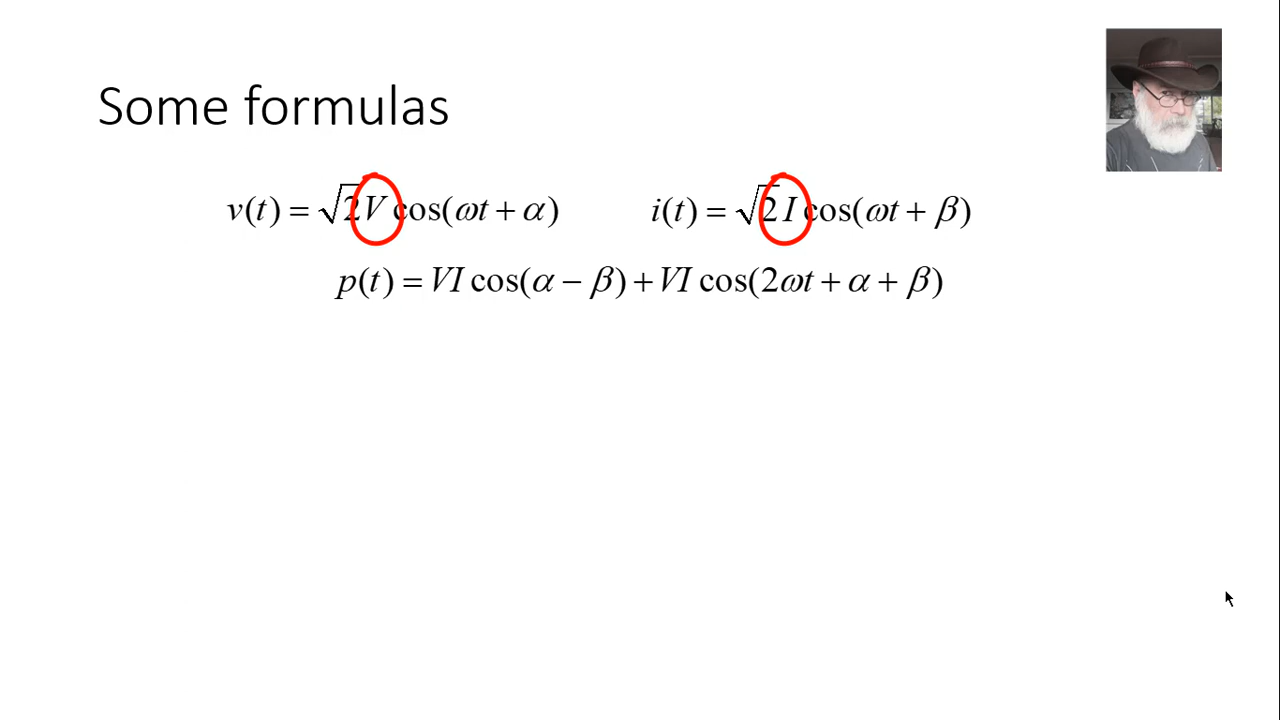 Some formulas
v(t) = √2V cos(ωt + α) i(t) = √2I cos(ωt + β)
p(t) = VI cos(α − β) + VI cos(2ωt + α + β)